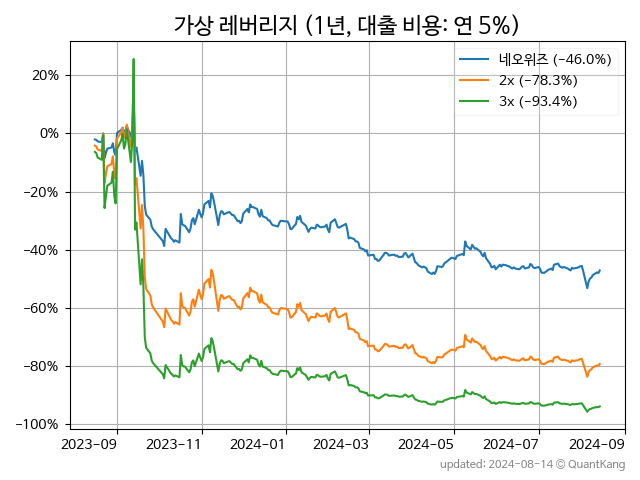 가상 레버리지 (1년, 대출 비용: 연 5%)
네오위즈 (-46.0%)
2x (-78.3%)
3x (-93.4%)
20%
0%
−20%
−40%
−60%
−80%
−100%
2023-09 2023-11 2024-01 2024-03 2024-05 2024-07 2024-09
updated: 2024-08-14 © QuantKang